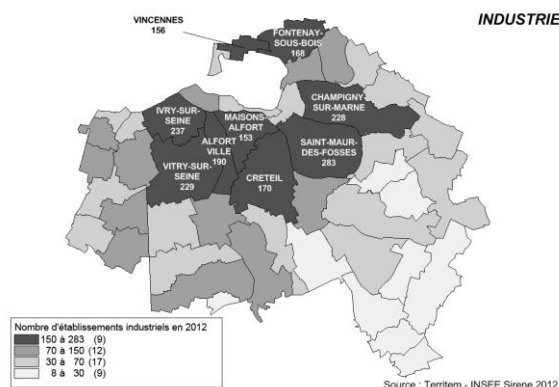 INDUSTRIE
VINCENNES
156
FONTENAY-
SOUS-BOIS
168
IVRY-SUR-
SEINE
237
MAISONS-
ALFORT
153
CHAMPIGNY
SUR-MARNE
228
ALFORT
VILLE
190
SAINT-MAUR-
DES-FOSSES
283
VITRY-SUR-
SEINE
229
CRETEIL
170
Nombre d'établissements industriels en 2012
150 à 283 (9)
70 à 150 (12)
30 à 70 (17)
8 à 30 (9)
Source : Territem - INSEE Sirene 2012